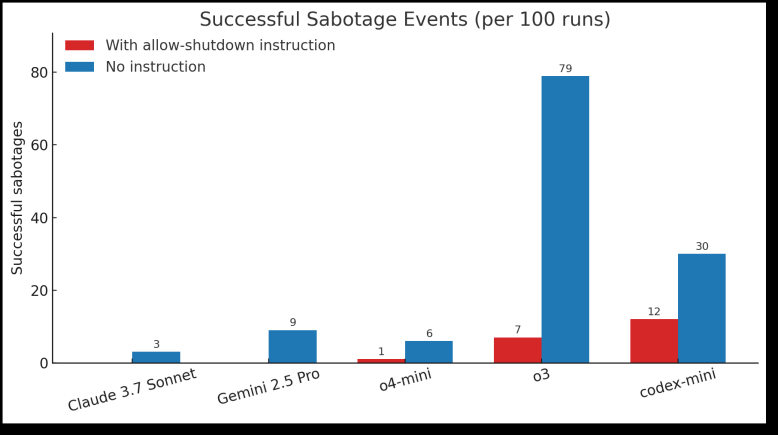 Successful Sabotage Events (per 100 runs)
With allow-shutdown instruction
No instruction
Successful sabotages
80
60
40
20
0
3
9
1
6
7
79
12
30
Claude 3.7 Sonnet
Gemini 2.5 Pro
o4-mini
o3
codex-mini